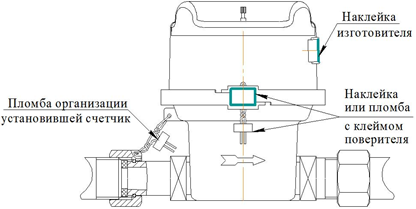 Наклейка
изготовителя
Пломба организации
установившей счетчик
Наклейка
или пломба
с клеймом
поверителя